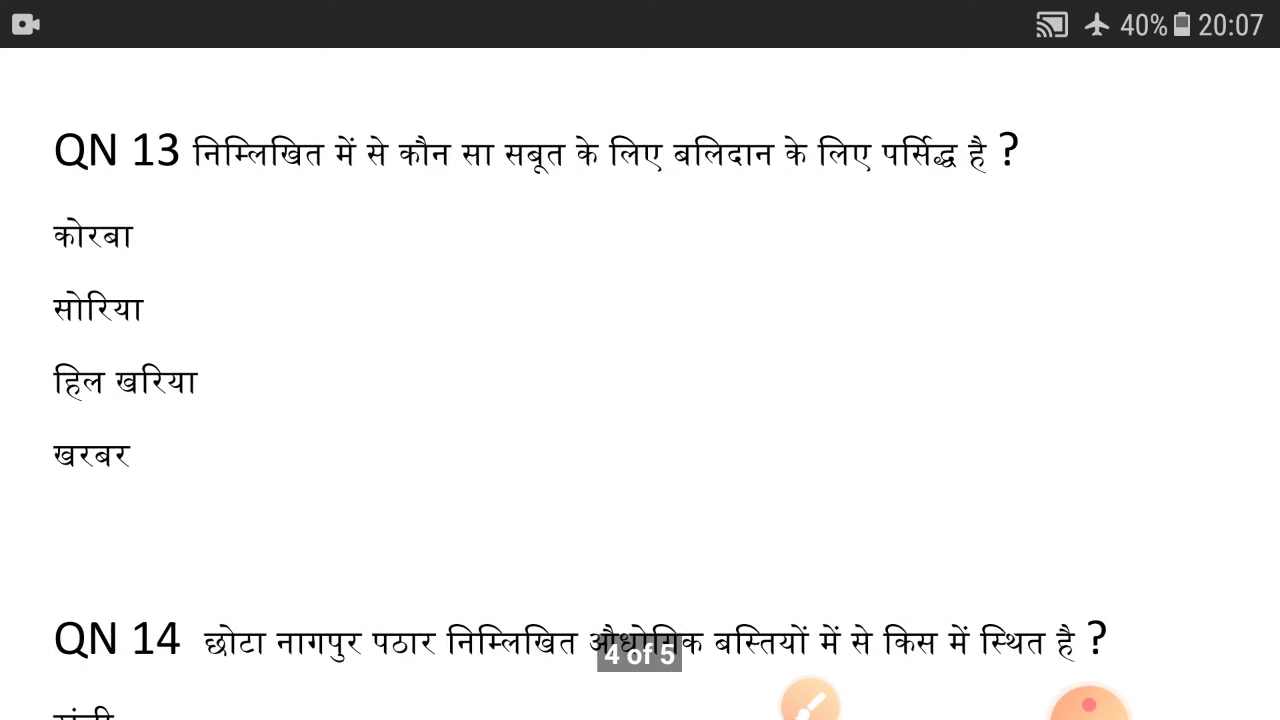 40% 20:07
QN 13 निम्लिखित में से कौन सा सबूत के लिए बलिदान के लिए पर्सिद्ध है ?
कोरबा
सोरिया
हिल खरिया
खरबर
QN 14 छोटा नागपुर पठार निम्लिखित औधोगिक बस्तियों में से किस में स्थित है ?
4 of 5